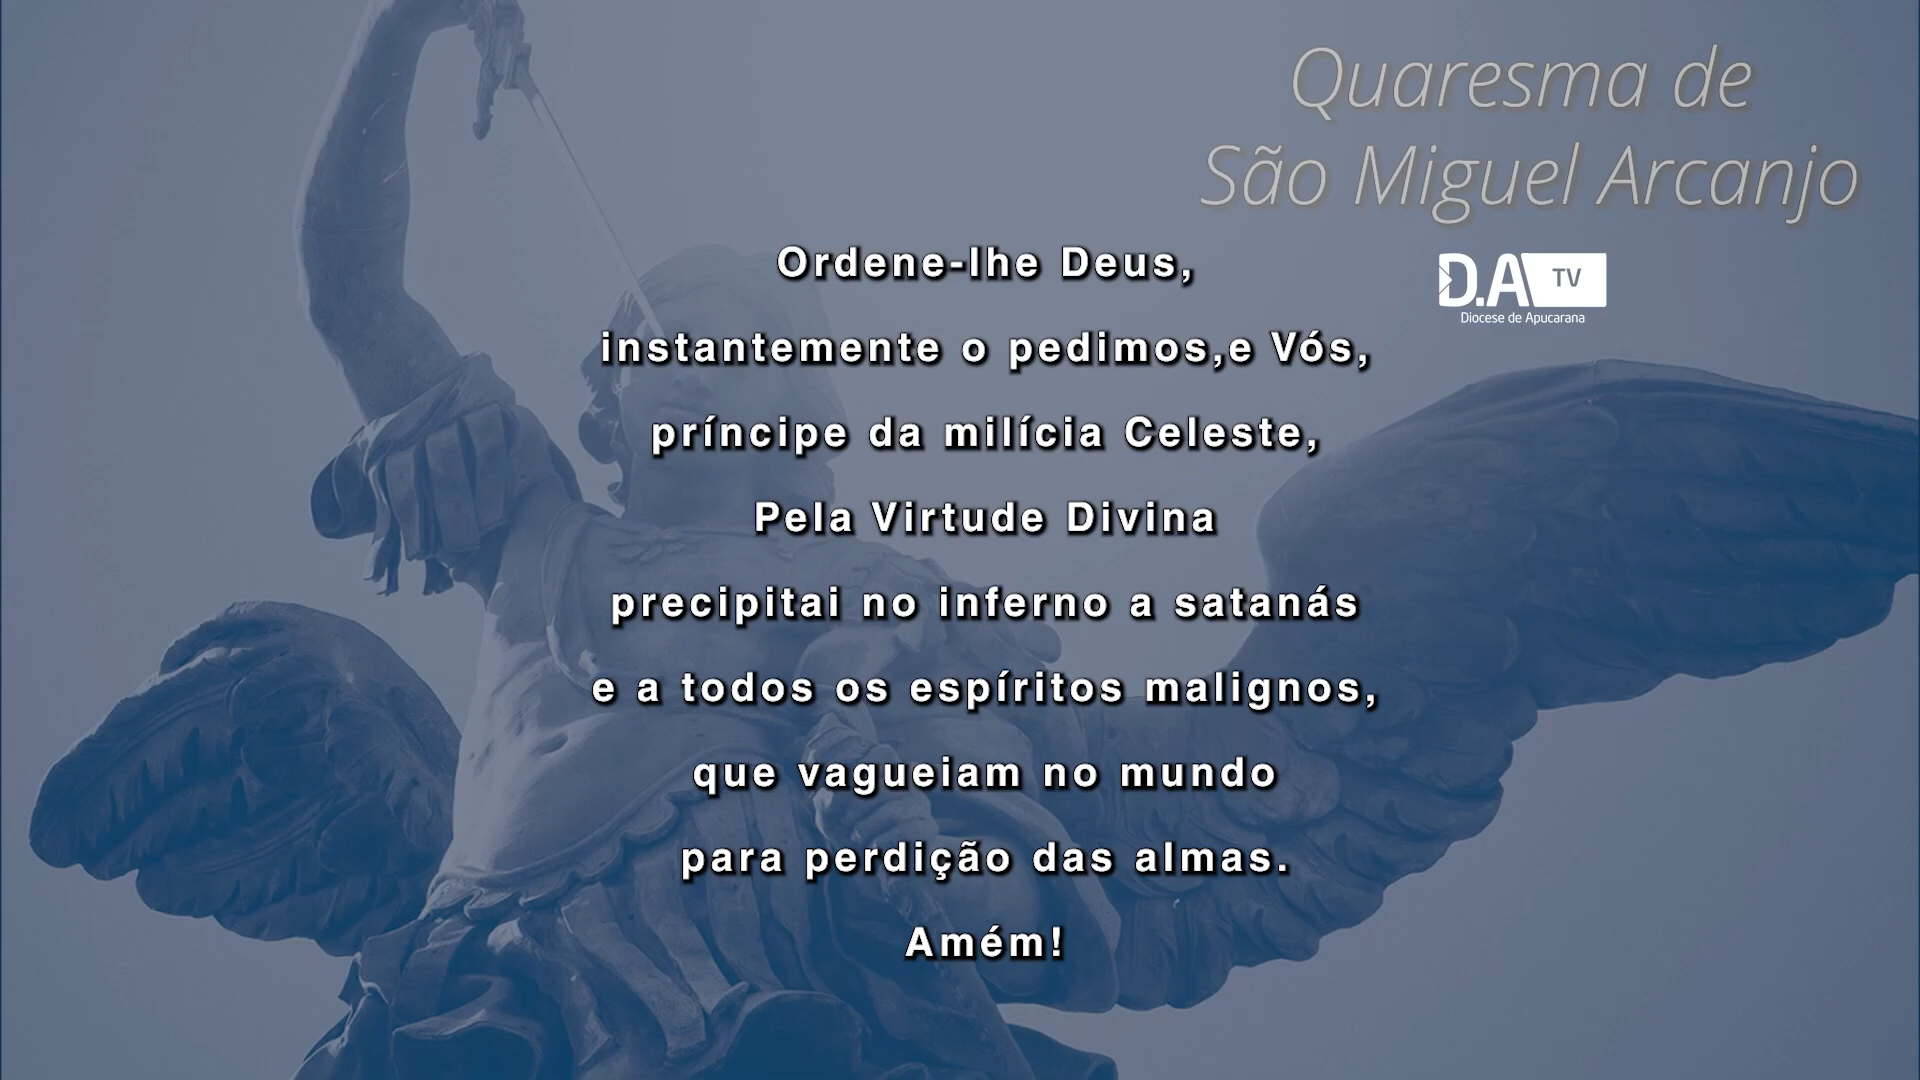 Quaresma de
São Miguel Arcanjo
D.A TV
Diocese de Apucarana
Ordene-lhe Deus,
instantemente o pedimos,e Vós,
príncipe da milícia Celeste,
Pela Virtude Divina
precipitai no inferno a satanás
e a todos os espíritos malignos,
que vagueiam no mundo
para perdição das almas.
Amém!